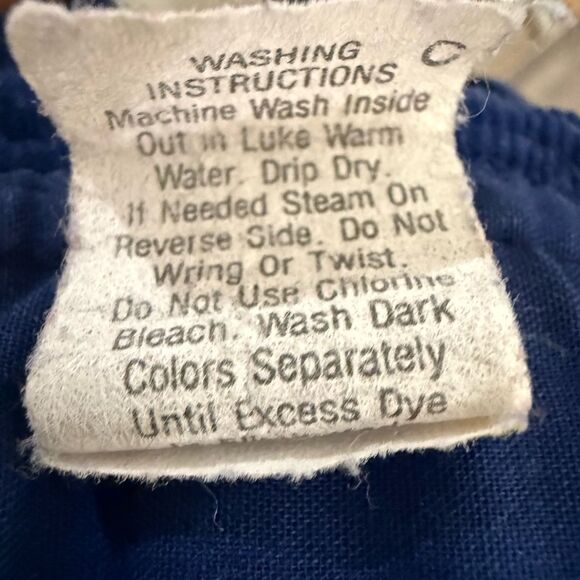 WASHING C
INSTRUCTIONS
Machine Wash Inside
Out in Luke Warm
Water. Drip Dry.
If Needed Steam On
Reverse Side. Do Not
Wring Or Twist.
Do Not Use Chlorine
Bleach. Wash Dark
Colors Separately
Until Excess Dye